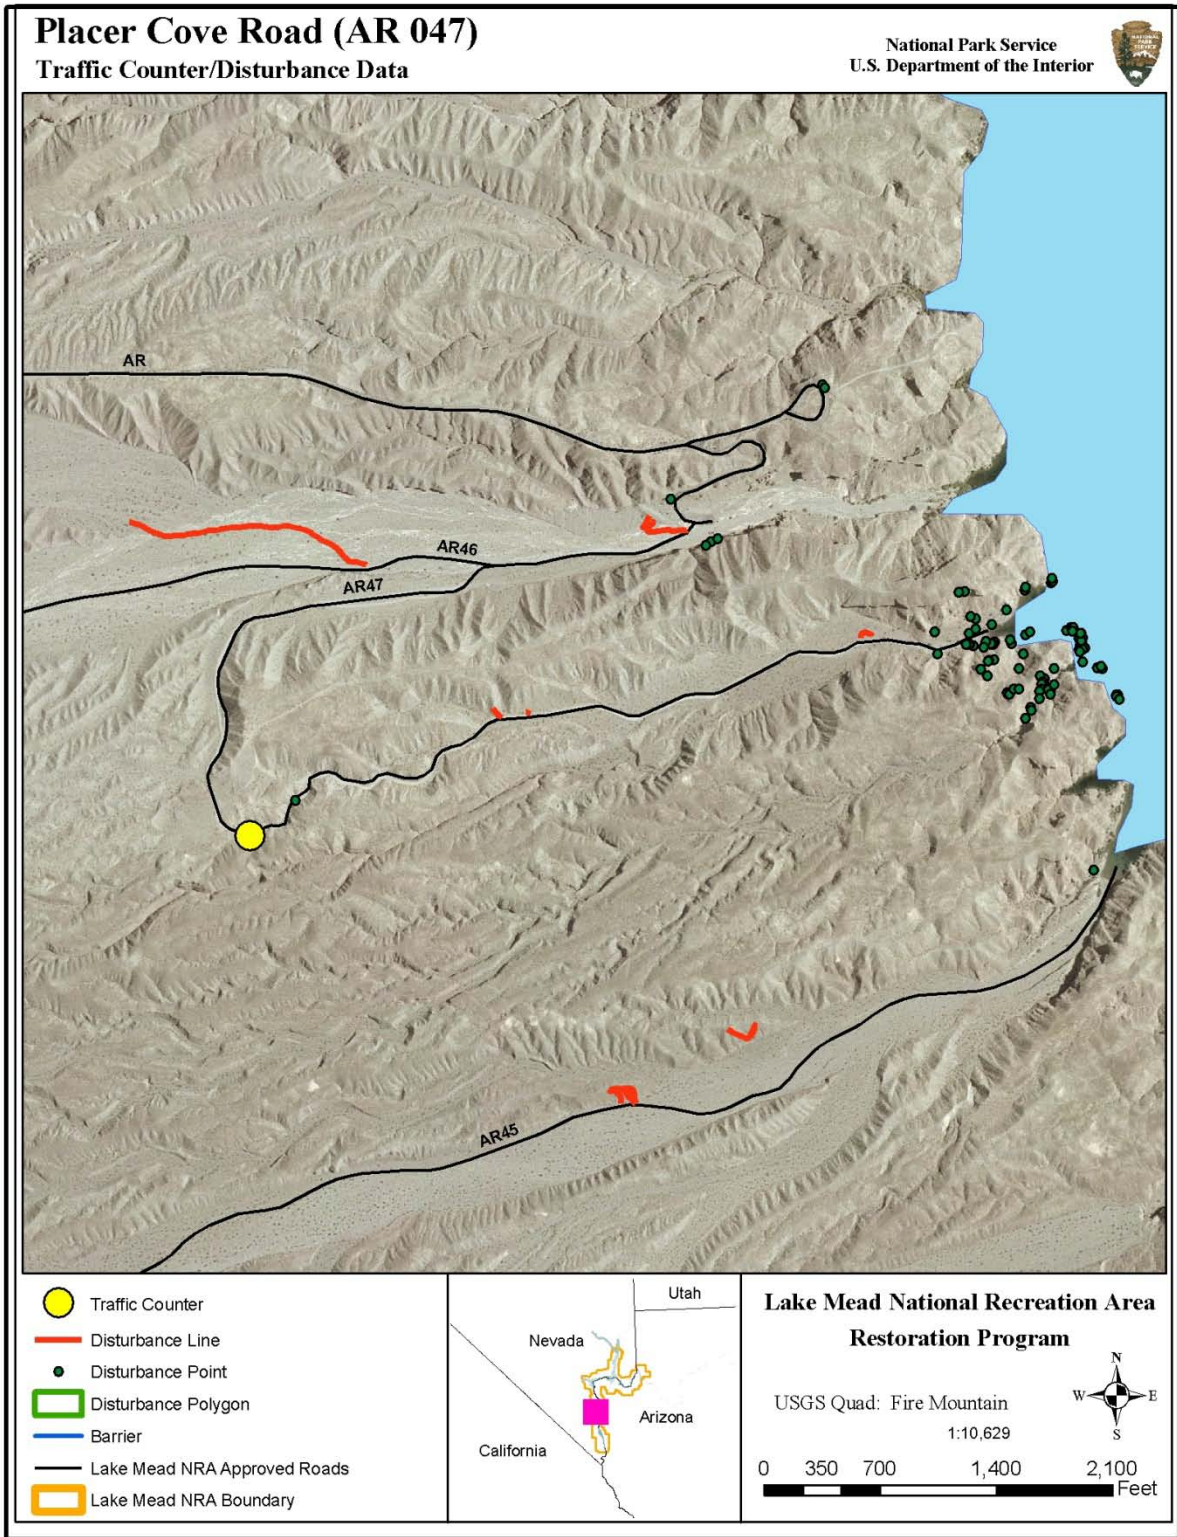 Placer Cove Road (AR 047)
Traffic Counter/Disturbance Data
National Park Service
U.S. Department of the Interior
NATIONAL
PARK
SERVICE
AR
AR46
AR47
AR45
Traffic Counter
Disturbance Line
Disturbance Point
Disturbance Polygon
Barrier
Lake Mead NRA Approved Roads
Lake Mead NRA Boundary
Utah
Nevada
Arizona
California
Lake Mead National Recreation Area
Restoration Program
USGS Quad: Fire Mountain
1:10,629
N
W E
S
0 350 700 1,400 2,100
Feet